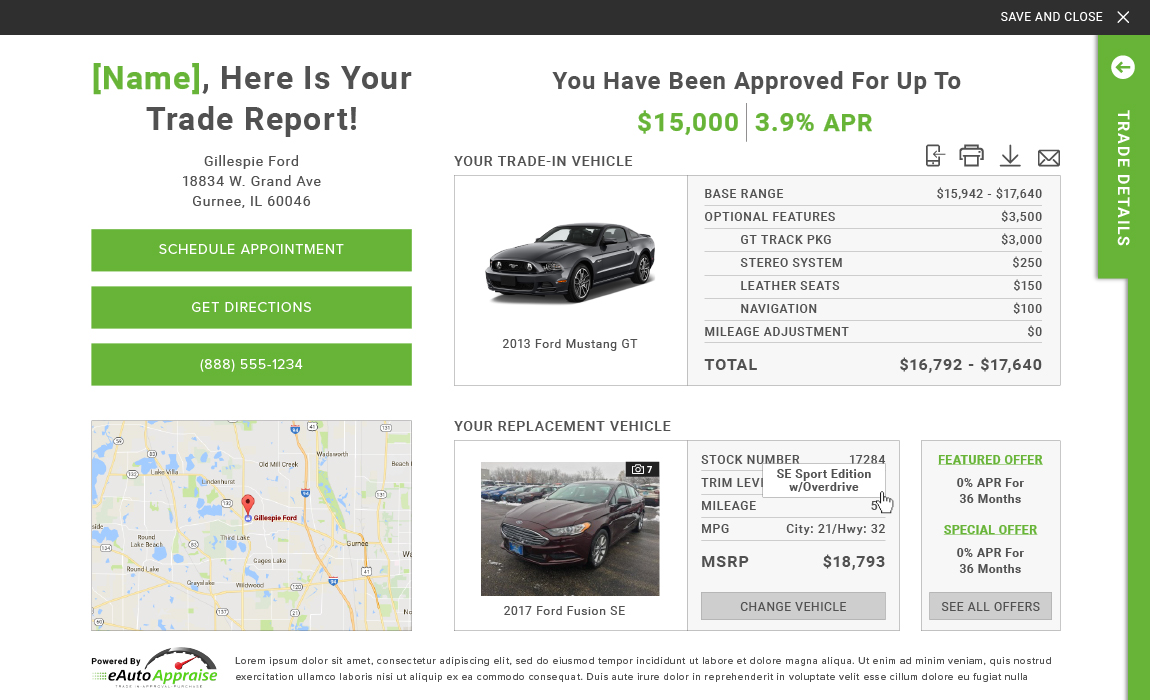 SAVE AND CLOSE
[Name], Here Is Your
Trade Report!
Gillespie Ford
18834 W. Grand Ave
Gurnee, IL 60046
SCHEDULE APPOINTMENT
GET DIRECTIONS
(888) 555-1234
You Have Been Approved For Up To
$15,000 3.9% APR
YOUR TRADE-IN VEHICLE
2013 Ford Mustang GT
BASE RANGE $15,942 - $17,640
OPTIONAL FEATURES $3,500
GT TRACK PKG $3,000
STEREO SYSTEM $250
LEATHER SEATS $150
NAVIGATION $100
MILEAGE ADJUSTMENT $0
TOTAL $16,792 - $17,640
TRADE DETAILS
Old Mill Creek
Wadsworth
Beach
Lake Villa
Lindenhurst
Gillespie Ford
Third Lake
Round
Lake Beach
Gurnee
Gages Lake
Round Lake
Grayslake
Wildwood
YOUR REPLACEMENT VEHICLE
7
2017 Ford Fusion SE
STOCK NUMBER 17284
TRIM
SE Sport Edition
w/Overdrive
MILEAGE
MPG City: 21/Hwy: 32
MSRP $18,793
CHANGE VEHICLE
FEATURED OFFER
0% APR For
36 Months
SPECIAL OFFER
0% APR For
36 Months
SEE ALL OFFERS
Powered By
eAutoAppraise
TRADE-IN APPROVAL-PURCHASE
Lorem ipsum dolor sit amet, consectetur adipiscing elit, sed do eiusmod tempor incididunt ut labore et dolore magna aliqua. Ut enim ad minim veniam, quis nostrud
exercitation ullamco laboris nisi ut aliquip ex ea commodo consequat. Duis aute irure dolor in reprehenderit in voluptate velit esse cillum dolore eu fugiat nulla